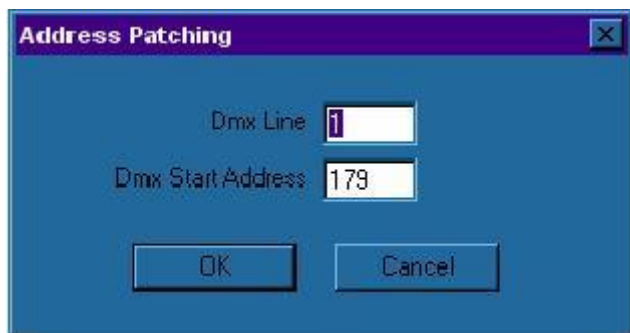 Address Patching
Dmx Line 1
Dmx Start Address 179
OK Cancel